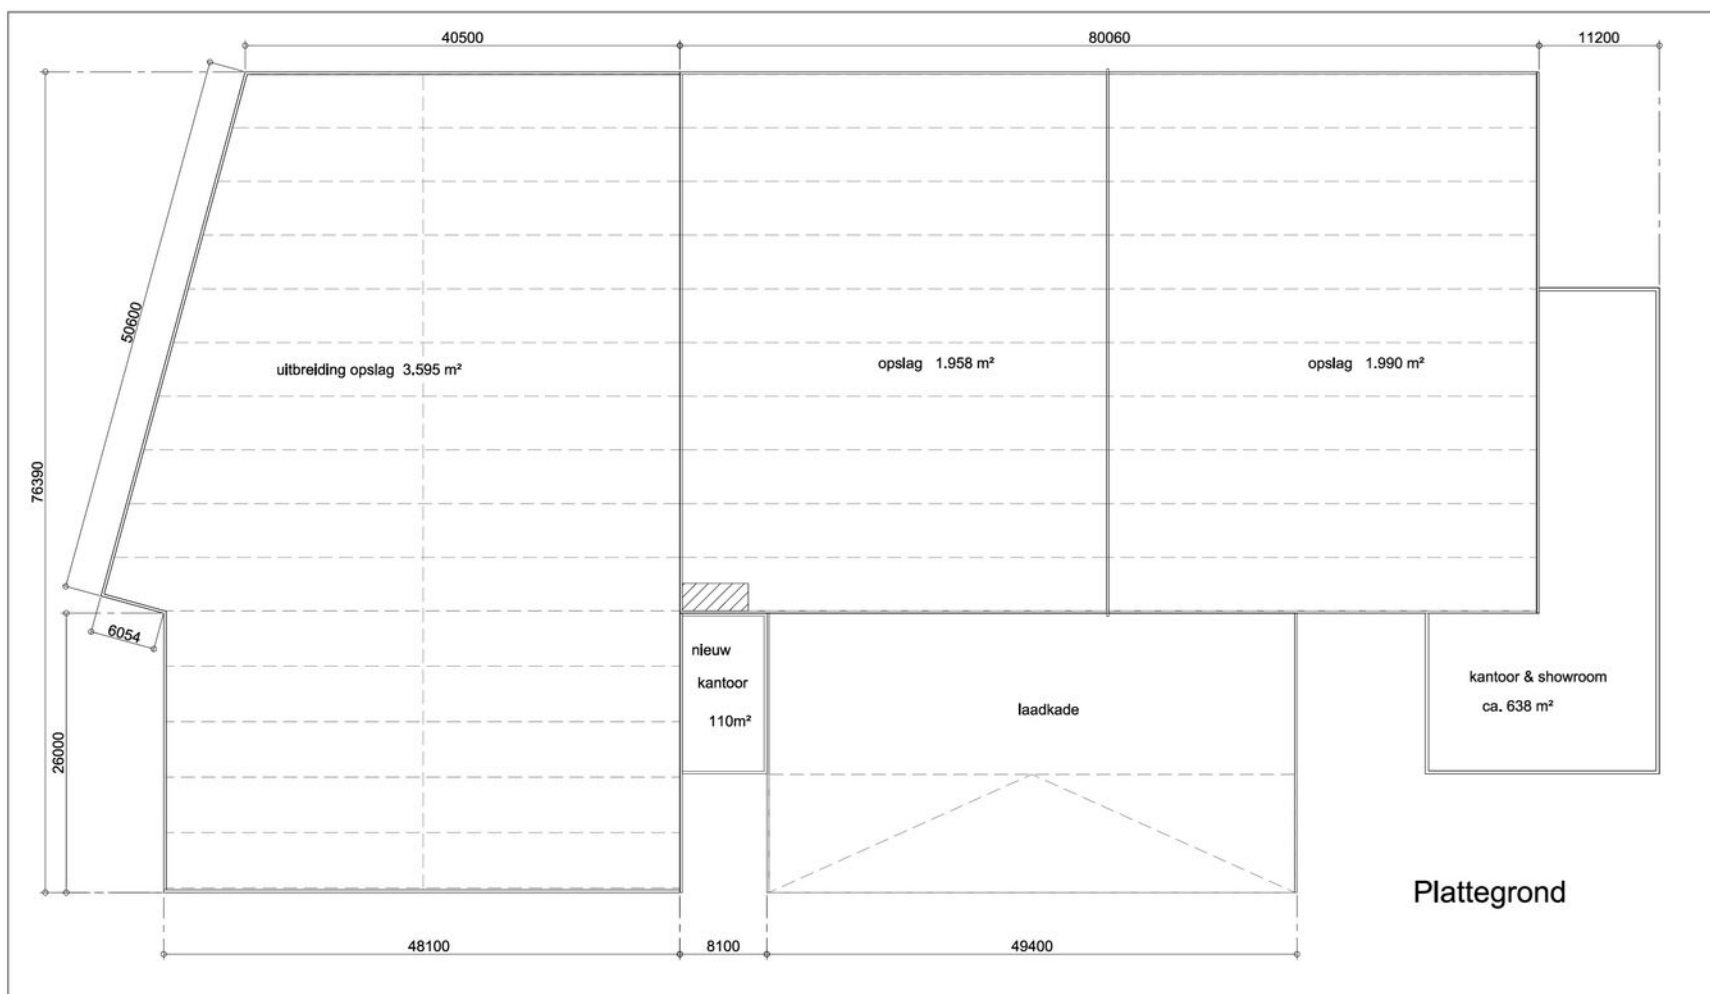 40500
80060
11200
50600
uitbreiding opslag 3.595 m²
opslag 1.958 m²
opslag 1.990 m²
76390
6054
nieuw
kantoor
110m²
laadkade
kantoor & showroom
ca. 638 m²
26000
Plattegrond
48100
8100
49400